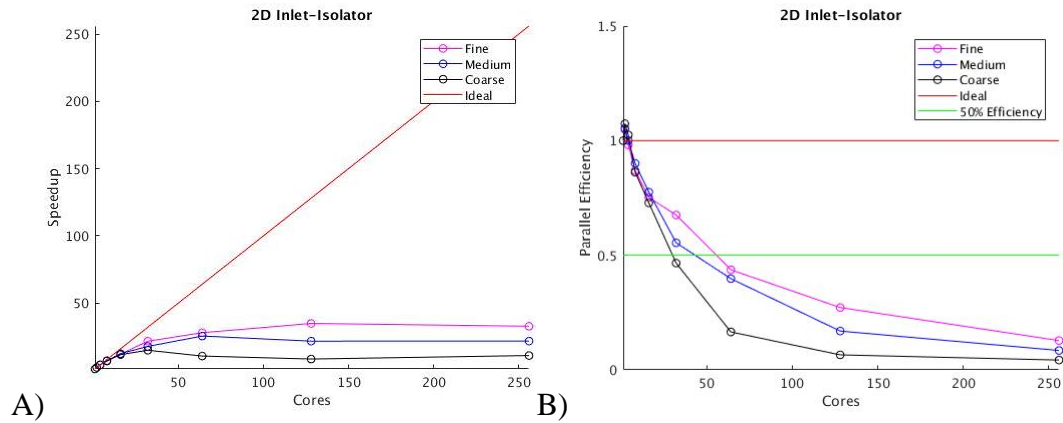 2D Inlet-Isolator
250
200
150
100
50
Speedup
Fine
Medium
Coarse
Ideal
50 100 150 200 250
Cores
A)
2D Inlet-Isolator
1.5
1
0.5
0
Parallel Efficiency
Fine
Medium
Coarse
Ideal
50% Efficiency
50 100 150 200 250
Cores
B)